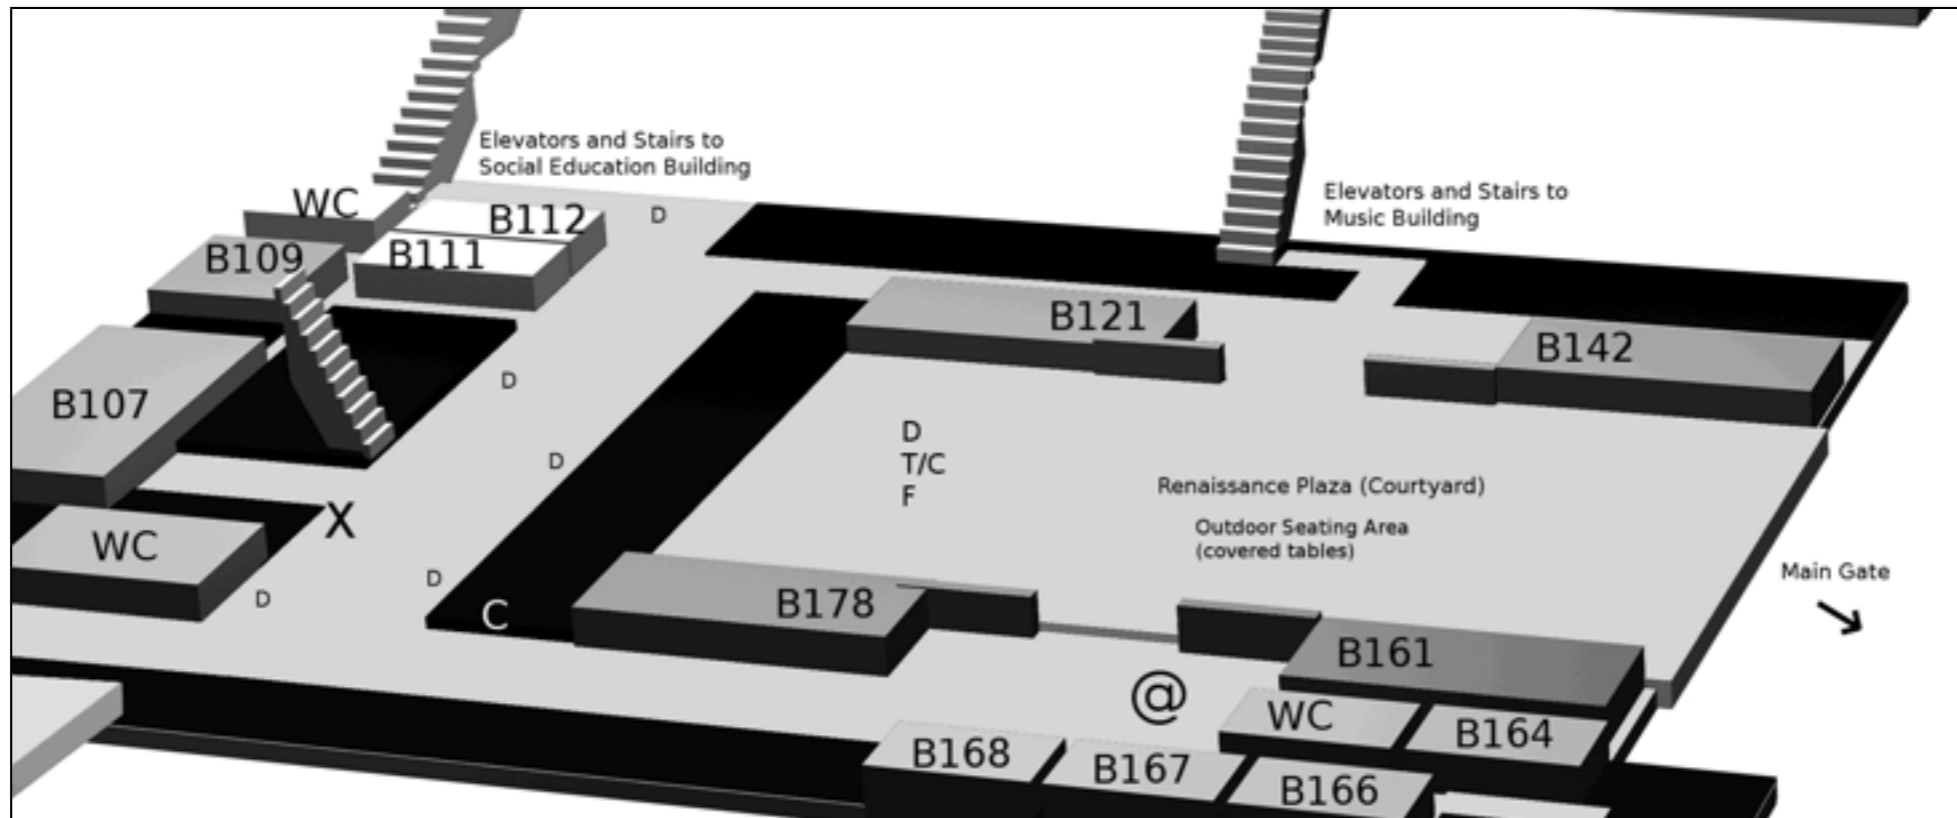 Elevators and Stairs to
Social Education Building
Elevators and Stairs to
Music Building
WC
B112
D
B109
B111
B121
B142
B107
D
D
D
T/C
F
Renaissance Plaza (Courtyard)
Outdoor Seating Area
(covered tables)
X
WC
D
D
C
B178
Main Gate
B161
@
WC
B164
B168
B167
B166